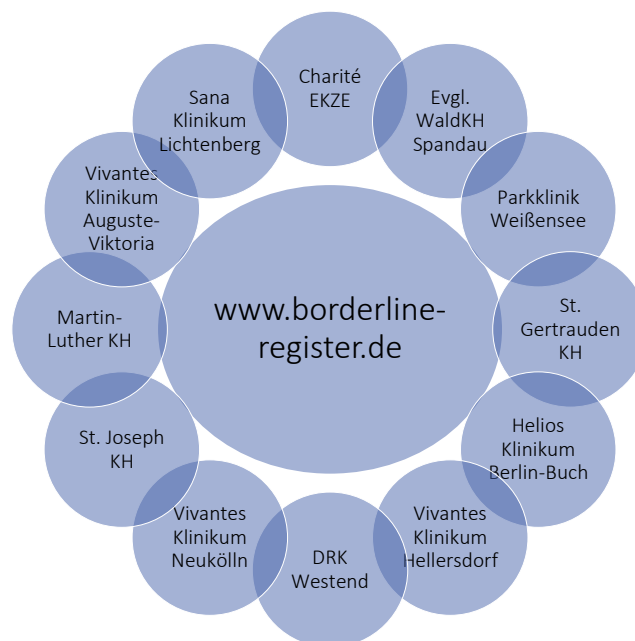 Charité
EKZE
Evgl.
WaldKH
Spandau
Parkklinik
Weißensee
St.
Gertrauden
KH
Helios
Klinikum
Berlin-Buch
Vivantes
Klinikum
Hellersdorf
DRK
Westend
Vivantes
Klinikum
Neukölln
St. Joseph
KH
Martin-
Luther KH
Vivantes
Klinikum
Auguste-
Viktoria
Sana
Klinikum
Lichtenberg
www.borderline-
register.de